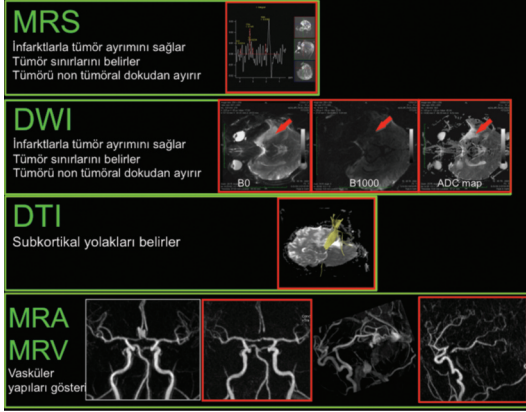 MRS
İnfarktlarla tümör ayrımını sağlar
Tümör sınırlarını belirler
Tümörü non tümöral dokudan ayırır
DWI
İnfarktlarla tümör ayrımını sağlar
Tümör sınırlarını belirler
Tümörü non tümöral dokudan ayırır
B0
B1000
ADC map
DTI
Subkortikal yolakları belirler
MRA
MRV
Vasküler
yapıları gösteri